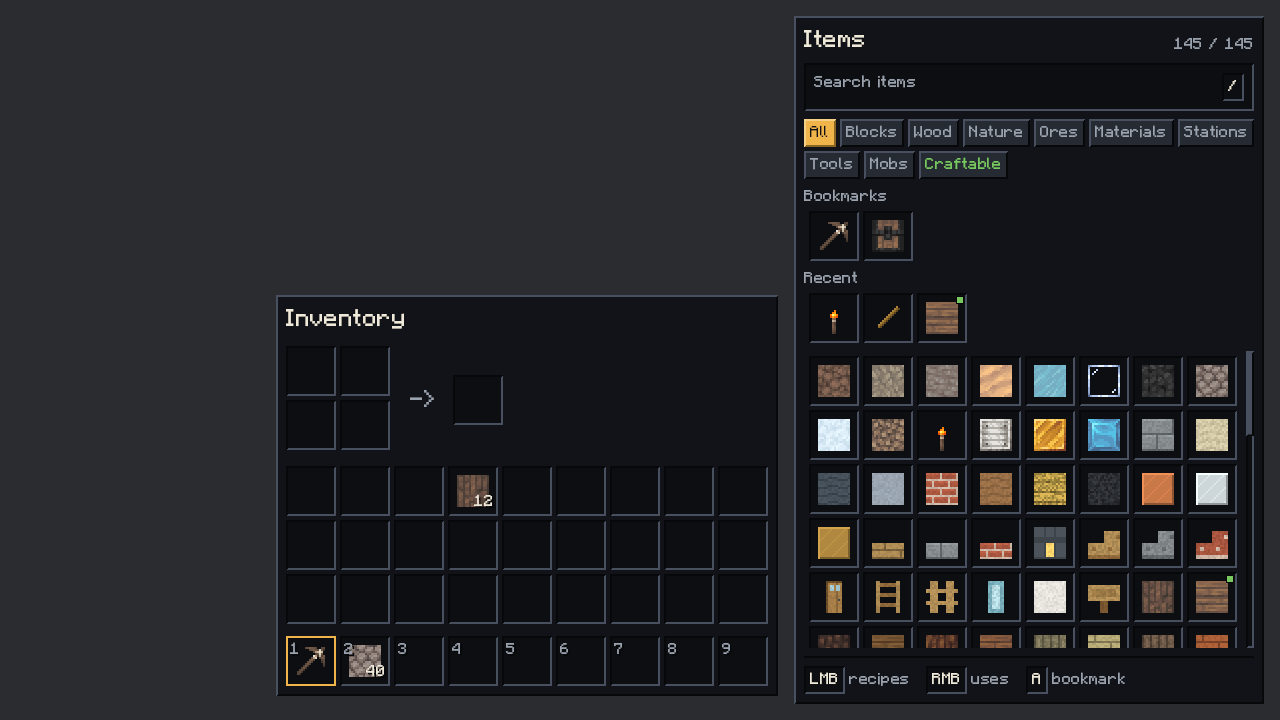 Items
145 / 145
Search items
/
All Blocks Wood Nature Ores Materials Stations
Tools Mobs Craftable
Bookmarks
Recent
Inventory
->
12
1 2 3 4 5 6 7 8 9
40
LMB recipes RMB uses A bookmark